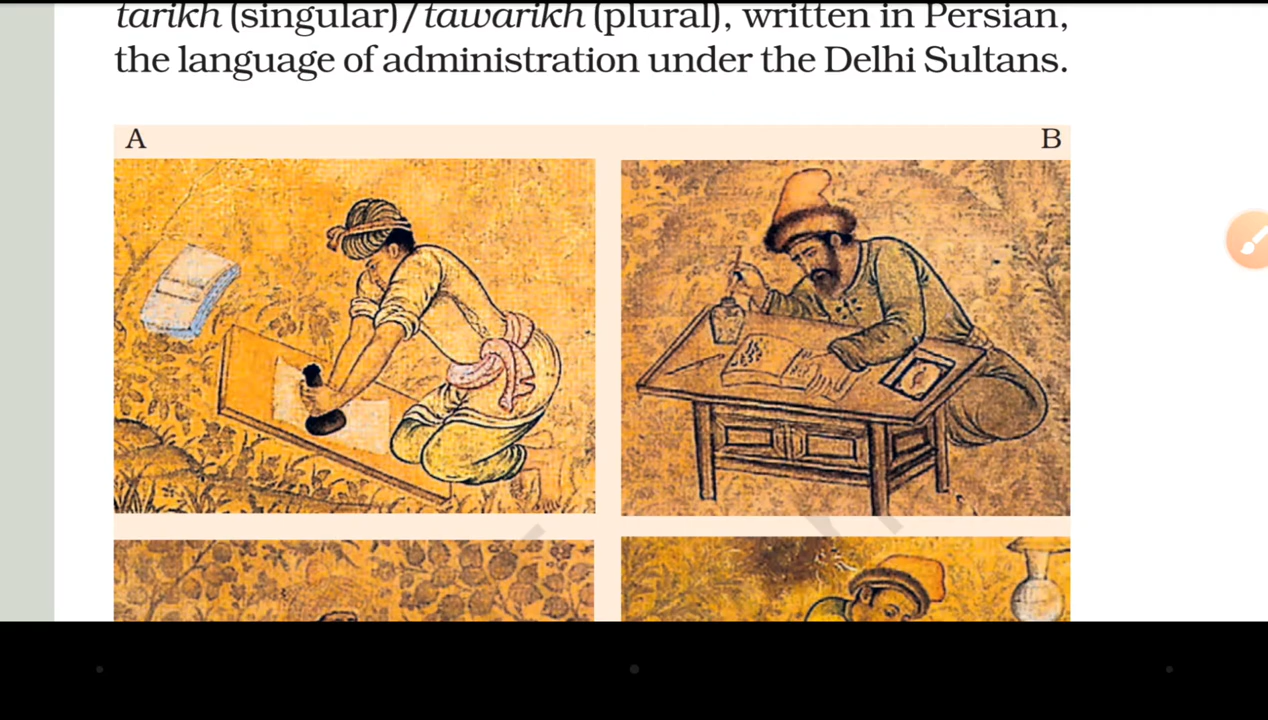 tarikh (singular)/tawarikh (plural), written in Persian,
the language of administration under the Delhi Sultans.
A
B